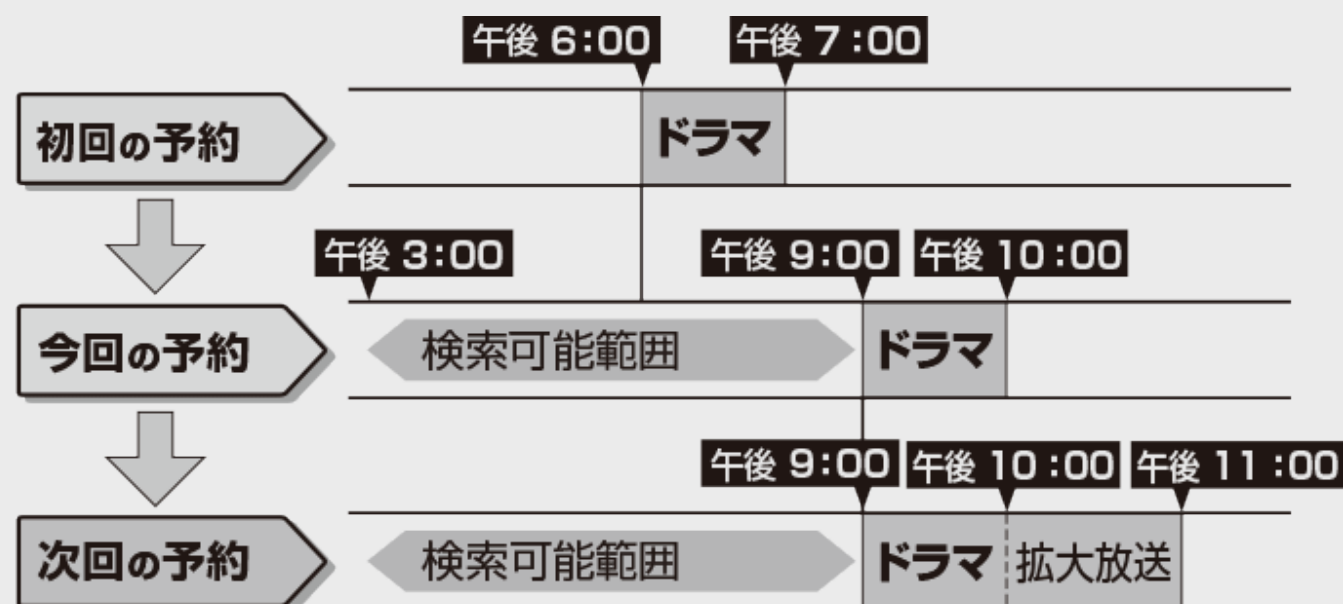 午後 6:00
午後 7:00
初回の予約
ドラマ
午後 3:00
午後 9:00
午後 10:00
今回の予約
検索可能範囲
ドラマ
午後 9:00
午後 10:00
午後 11:00
次回の予約
検索可能範囲
ドラマ
拡大放送